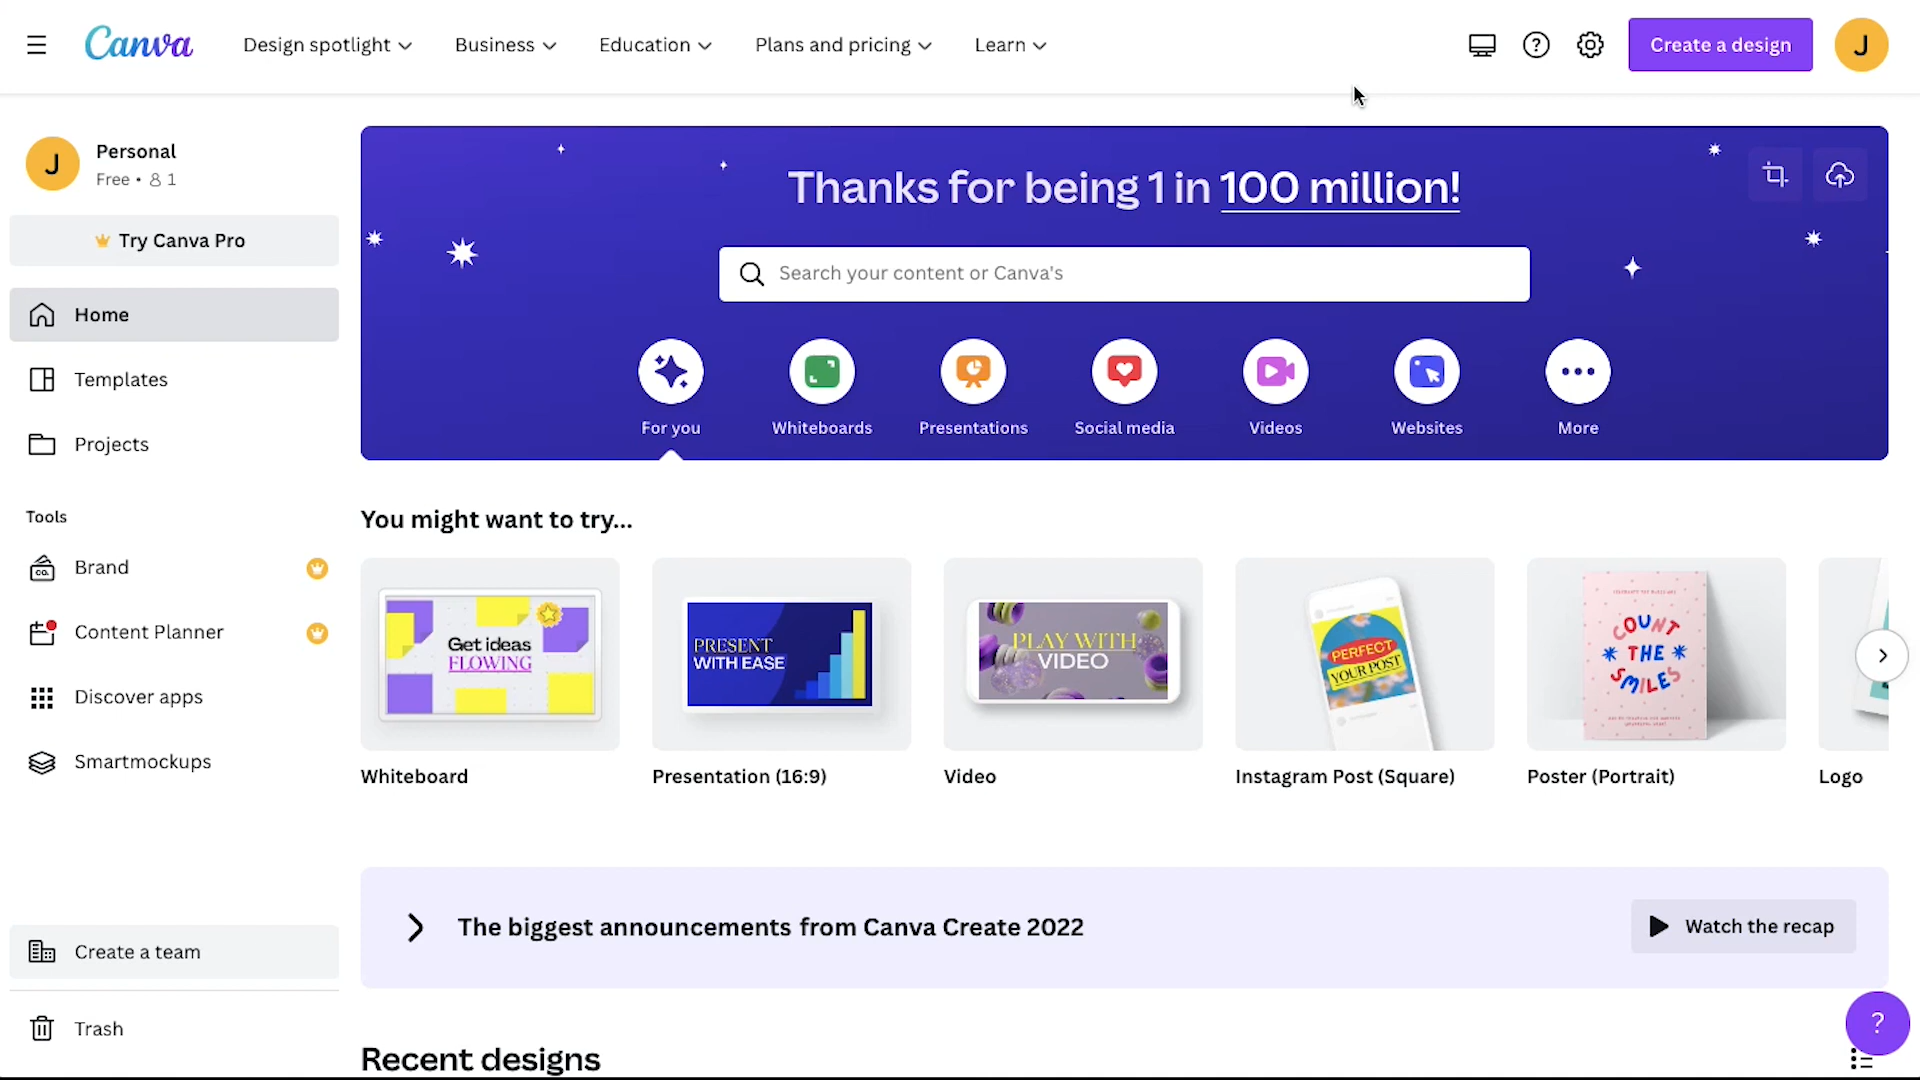 Canva
Design spotlight
Business
Education
Plans and pricing
Learn
?
Create a design
J
J
Personal
Free • 1
Try Canva Pro
Home
Templates
Projects
Tools
Brand
CO.
Content Planner
Discover apps
Smartmockups
Create a team
Trash
Thanks for being 1 in 100 million!
Search your content or Canva's
For you
Whiteboards
Presentations
Social media
Videos
Websites
More
You might want to try...
Get ideas
FLOWING
Whiteboard
PRESENT
WITH EASE
Presentation (16:9)
PLAY WITH
VIDEO
Video
PERFECT
YOUR POST
Instagram Post (Square)
COUNT
THE
SMILES
Poster (Portrait)
Logo
The biggest announcements from Canva Create 2022
Watch the recap
Recent designs
?